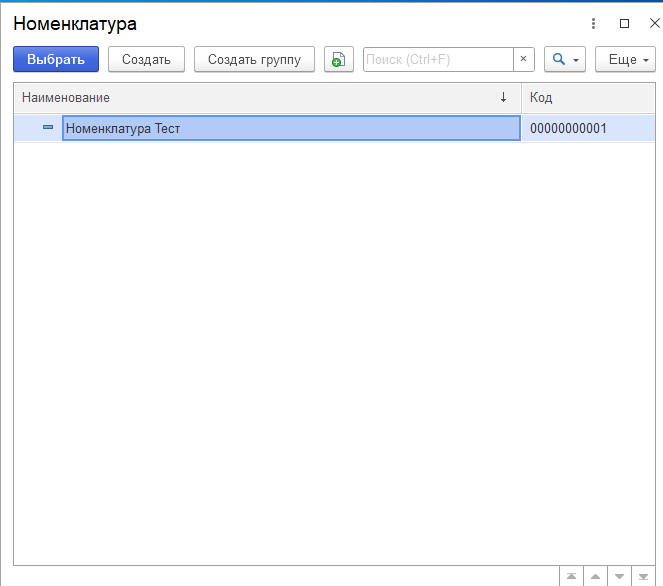 Номенклатура
Выбрать Создать Создать группу Поиск (Ctrl+F) × Еще
Наименование ↓ Код
Номенклатура Тест 00000000001